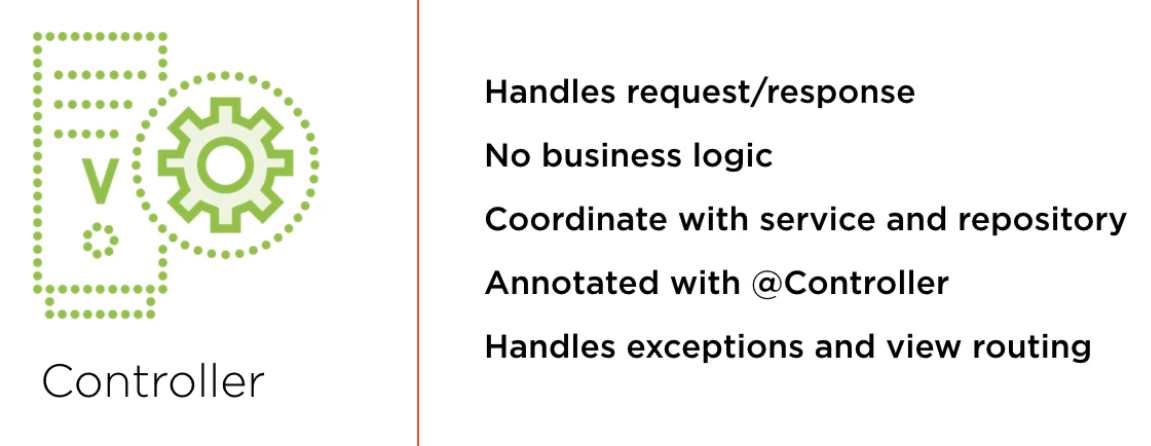 Handles request/response
No business logic
Coordinate with service and repository
Annotated with @Controller
Handles exceptions and view routing
Controller